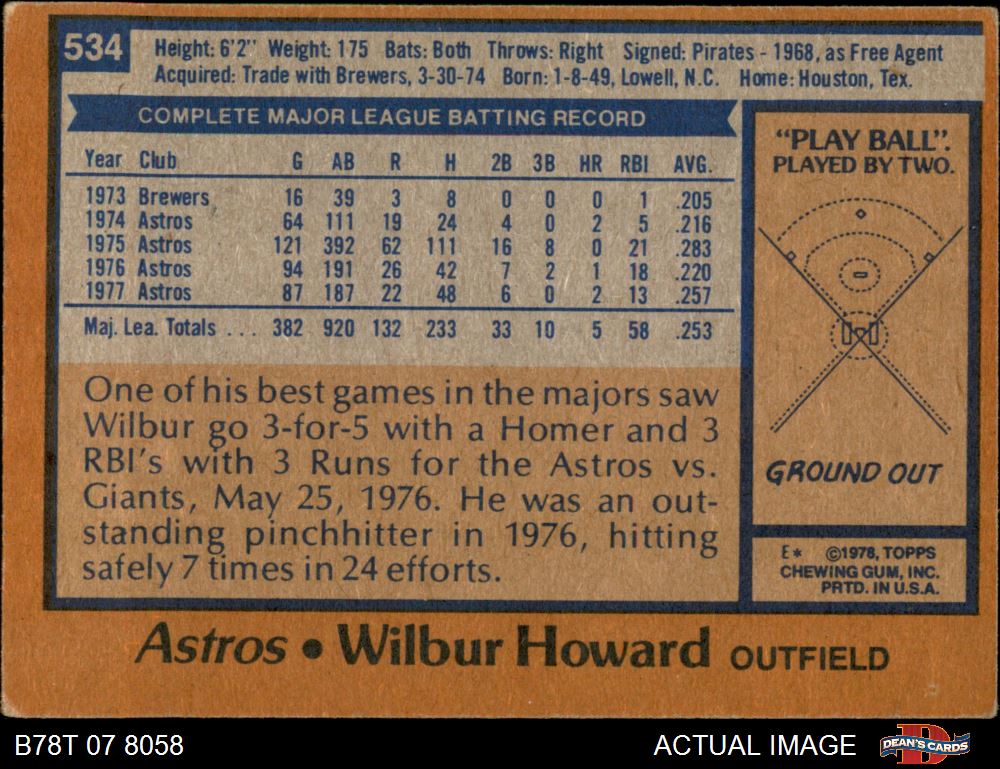 534
Height: 6'2" Weight: 175 Bats: Both Throws: Right Signed: Pirates - 1968, as Free Agent
Acquired: Trade with Brewers, 3-30-74 Born: 1-8-49, Lowell, N.C. Home: Houston, Tex.
COMPLETE MAJOR LEAGUE BATTING RECORD
Year Club G AB R H 2B 3B HR RBI AVG.
1973 Brewers 16 39 3 8 0 0 0 1 .205
1974 Astros 64 111 19 24 4 0 2 5 .216
1975 Astros 121 392 62 111 16 8 0 21 .283
1976 Astros 94 191 26 42 7 2 1 18 .220
1977 Astros 87 187 22 48 6 0 2 13 .257
Maj. Lea. Totals ... 382 920 132 233 33 10 5 58 .253
One of his best games in the majors saw
Wilbur go 3-for-5 with a Homer and 3
RBI's with 3 Runs for the Astros vs.
Giants, May 25, 1976. He was an out-
standing pinchhitter in 1976, hitting
safely 7 times in 24 efforts.
"PLAY BALL".
PLAYED BY TWO.
GROUND OUT
E* ©1978, TOPPS
CHEWING GUM, INC.
PRTD. IN U.S.A.
Astros • Wilbur Howard OUTFIELD
B78T 07 8058
ACTUAL IMAGE
D
DEAN'S CARDS